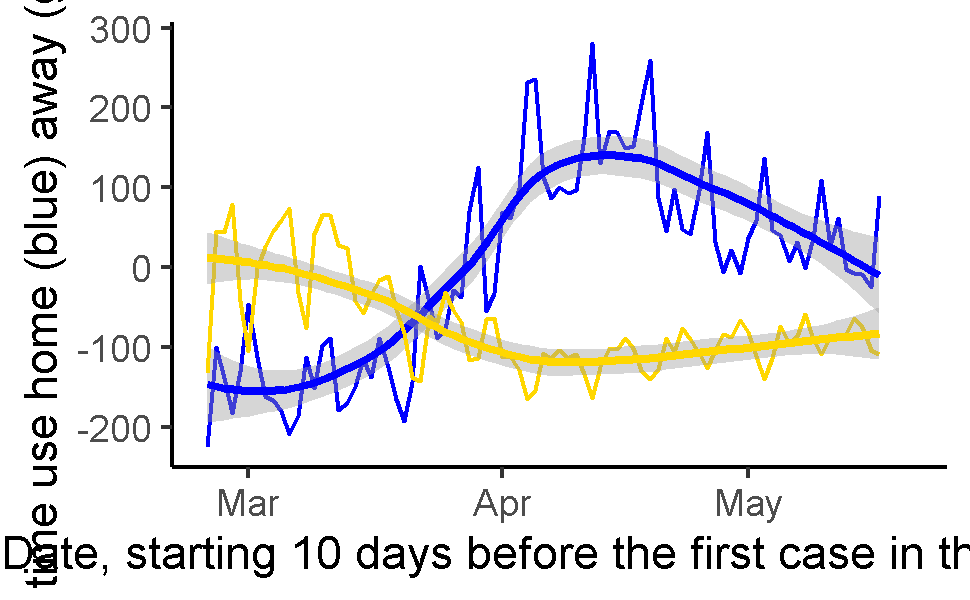 time use home (blue) away (
300
200
100
0
-100
-200
Mar Apr May
Date, starting 10 days before the first case in th